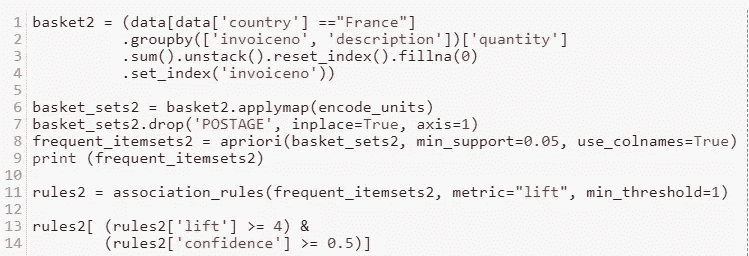 1 basket2 = (data[data['country'] =="France"]
2 .groupby(['invoiceno', 'description'])['quantity']
3 .sum().unstack().reset_index().fillna(0)
4 .set_index('invoiceno'))
5
6 basket_sets2 = basket2.applymap(encode_units)
7 basket_sets2.drop('POSTAGE', inplace=True, axis=1)
8 frequent_itemsets2 = apriori(basket_sets2, min_support=0.05, use_colnames=True)
9 print (frequent_itemsets2)
10
11 rules2 = association_rules(frequent_itemsets2, metric="lift", min_threshold=1)
12
13 rules2[ (rules2['lift'] >= 4) &
14 (rules2['confidence'] >= 0.5)]